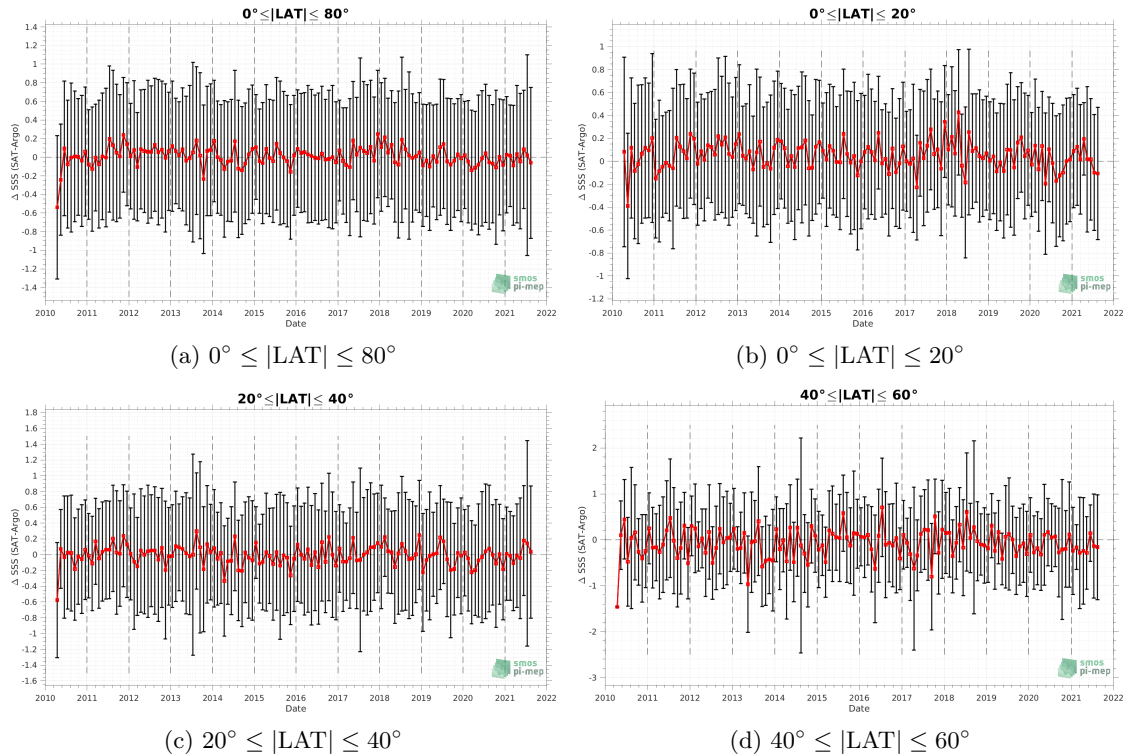 0°≤|LAT|≤ 80°
Δ SSS (SAT-Argo)
1.4
1.2
1
0.8
0.6
0.4
0.2
0
-0.2
-0.4
-0.6
-0.8
-1
-1.2
-1.4
smos
pi-mep
2010 2011 2012 2013 2014 2015 2016 2017 2018 2019 2020 2021 2022
Date
(a) 0° ≤ |LAT| ≤ 80°
0°≤|LAT|≤ 20°
Δ SSS (SAT-Argo)
1
0.8
0.6
0.4
0.2
0
-0.2
-0.4
-0.6
-0.8
-1
-1.2
smos
pi-mep
2010 2011 2012 2013 2014 2015 2016 2017 2018 2019 2020 2021 2022
Date
(b) 0° ≤ |LAT| ≤ 20°
20°≤|LAT|≤ 40°
Δ SSS (SAT-Argo)
1.8
1.6
1.4
1.2
1
0.8
0.6
0.4
0.2
0
-0.2
-0.4
-0.6
-0.8
-1
-1.2
-1.4
-1.6
smos
pi-mep
2010 2011 2012 2013 2014 2015 2016 2017 2018 2019 2020 2021 2022
Date
(c) 20° ≤ |LAT| ≤ 40°
40°≤|LAT|≤ 60°
Δ SSS (SAT-Argo)
2
1
0
-1
-2
-3
smos
pi-mep
2010 2011 2012 2013 2014 2015 2016 2017 2018 2019 2020 2021 2022
Date
(d) 40° ≤ |LAT| ≤ 60°